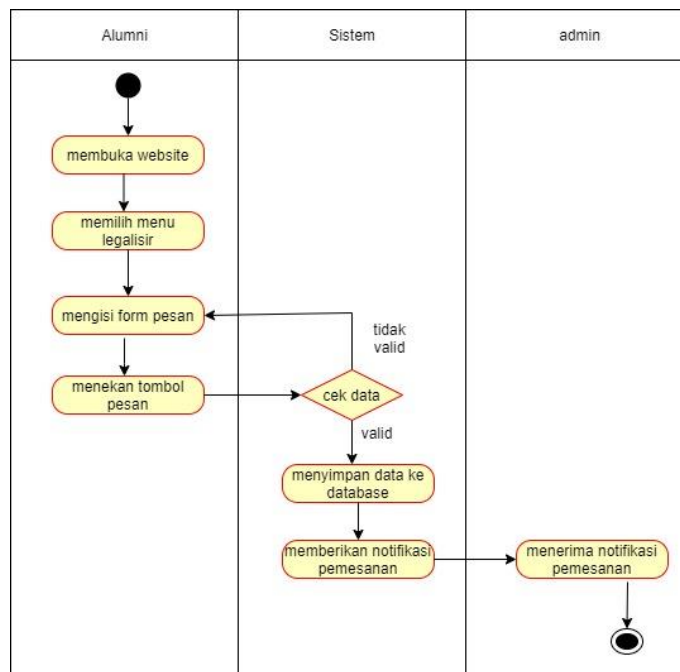 Alumni
Sistem
admin
membuka website
memilih menu
legalisir
mengisi form pesan
tidak
valid
menekan tombol
pesan
cek data
valid
menyimpan data ke
database
memberikan notifikasi
pemesanan
menerima notifikasi
pemesanan